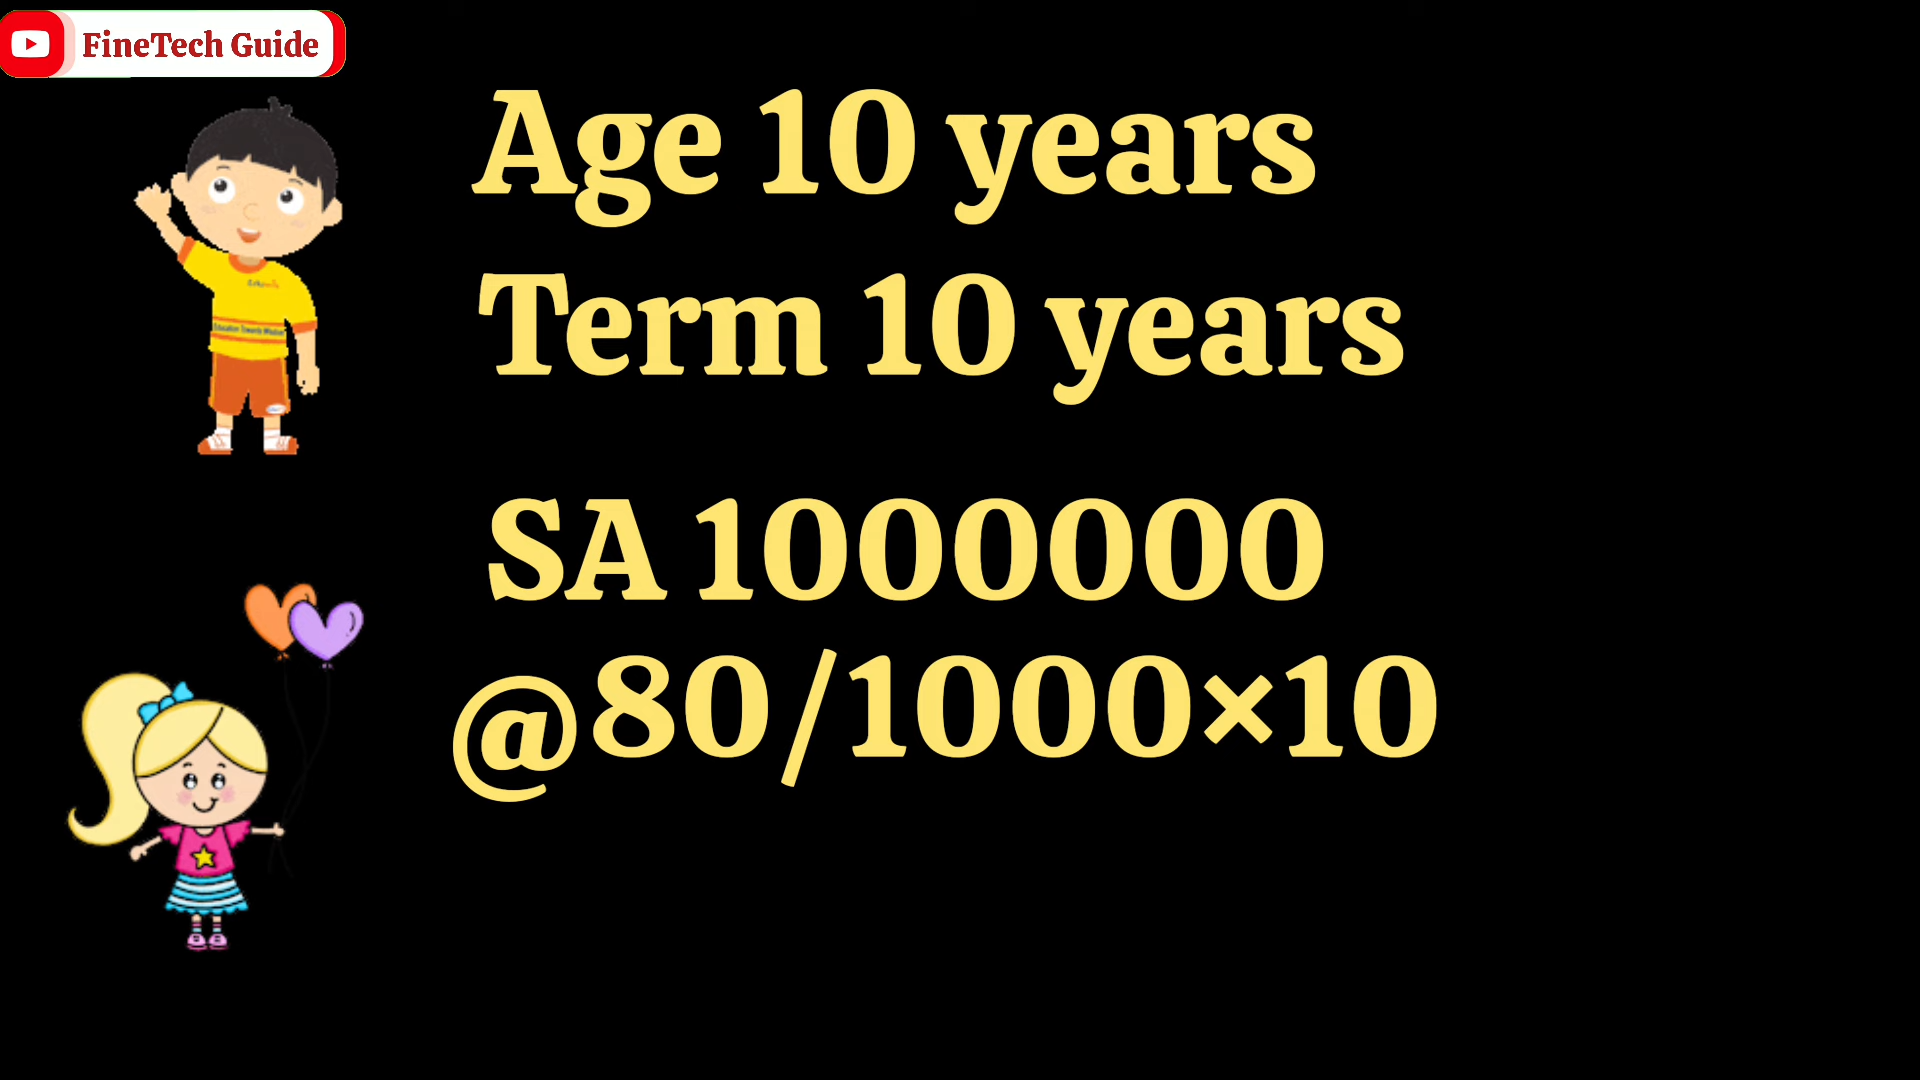 FineTech Guide
Age 10 years
Term 10 years
SA 1000000
@80/1000×10